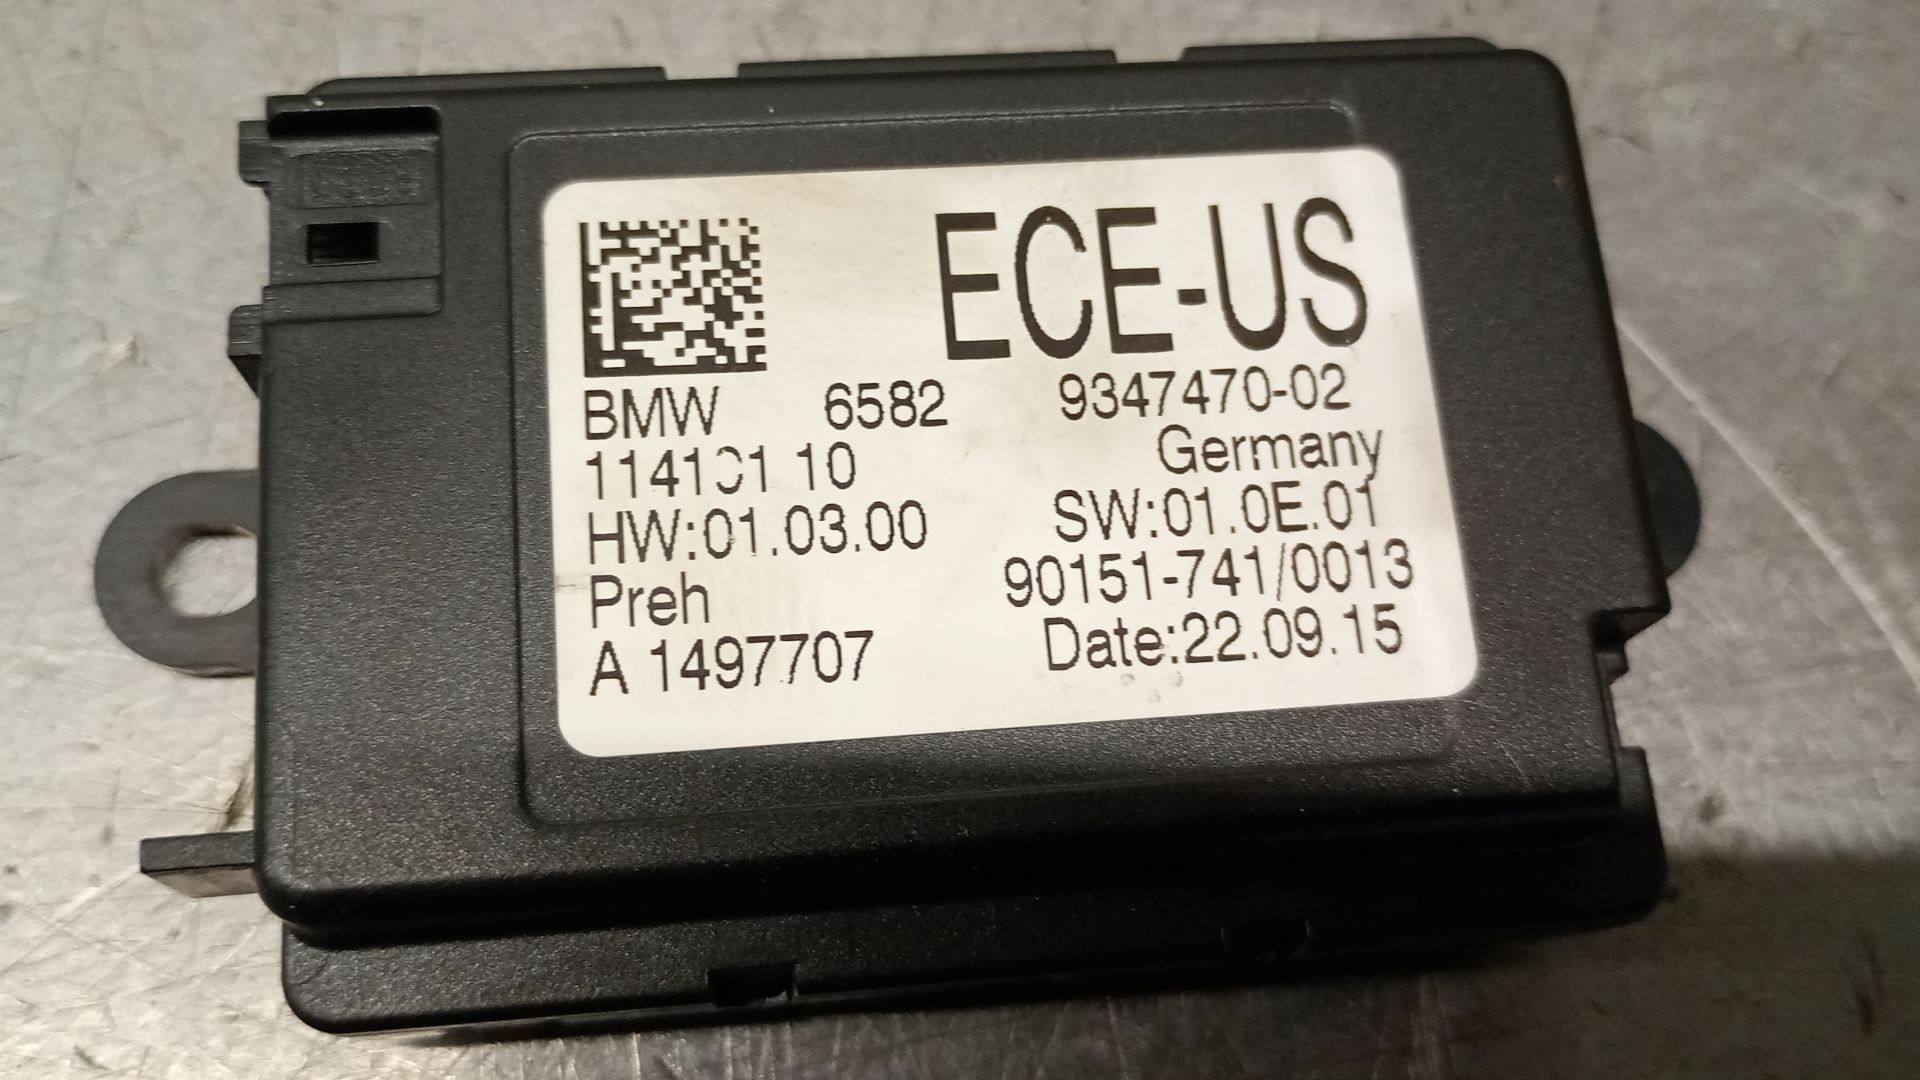 ECE-US
BMW 6582 9347470-02
10 Germany
HW:01.03.00 SW:01.0E.01
Preh 90151-741/0013
A 1497707 Date:22.09.15